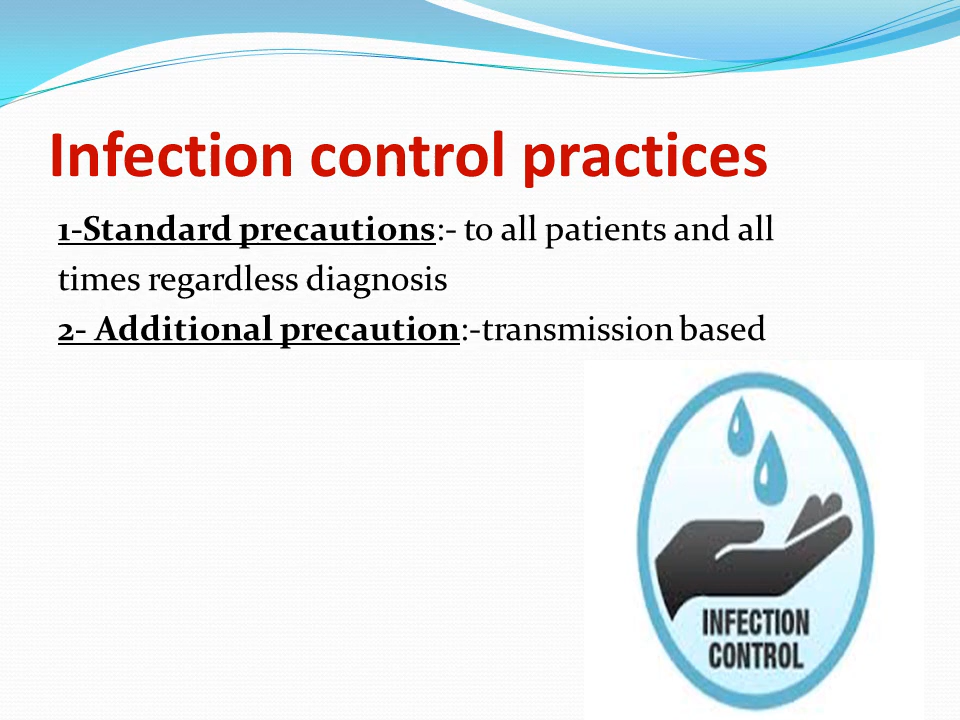 Infection control practices
1-Standard precautions:- to all patients and all
times regardless diagnosis
2- Additional precaution:-transmission based
INFECTION
CONTROL